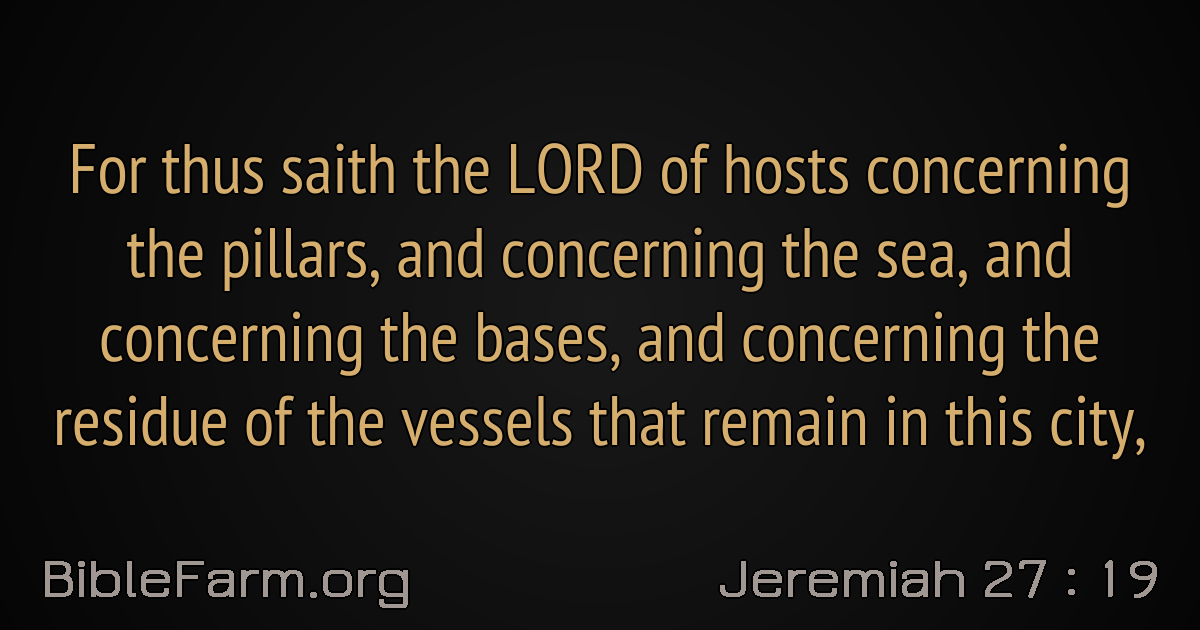 For thus saith the LORD of hosts concerning
the pillars, and concerning the sea, and
concerning the bases, and concerning the
residue of the vessels that remain in this city,
BibleFarm.org
Jeremiah 27 : 19